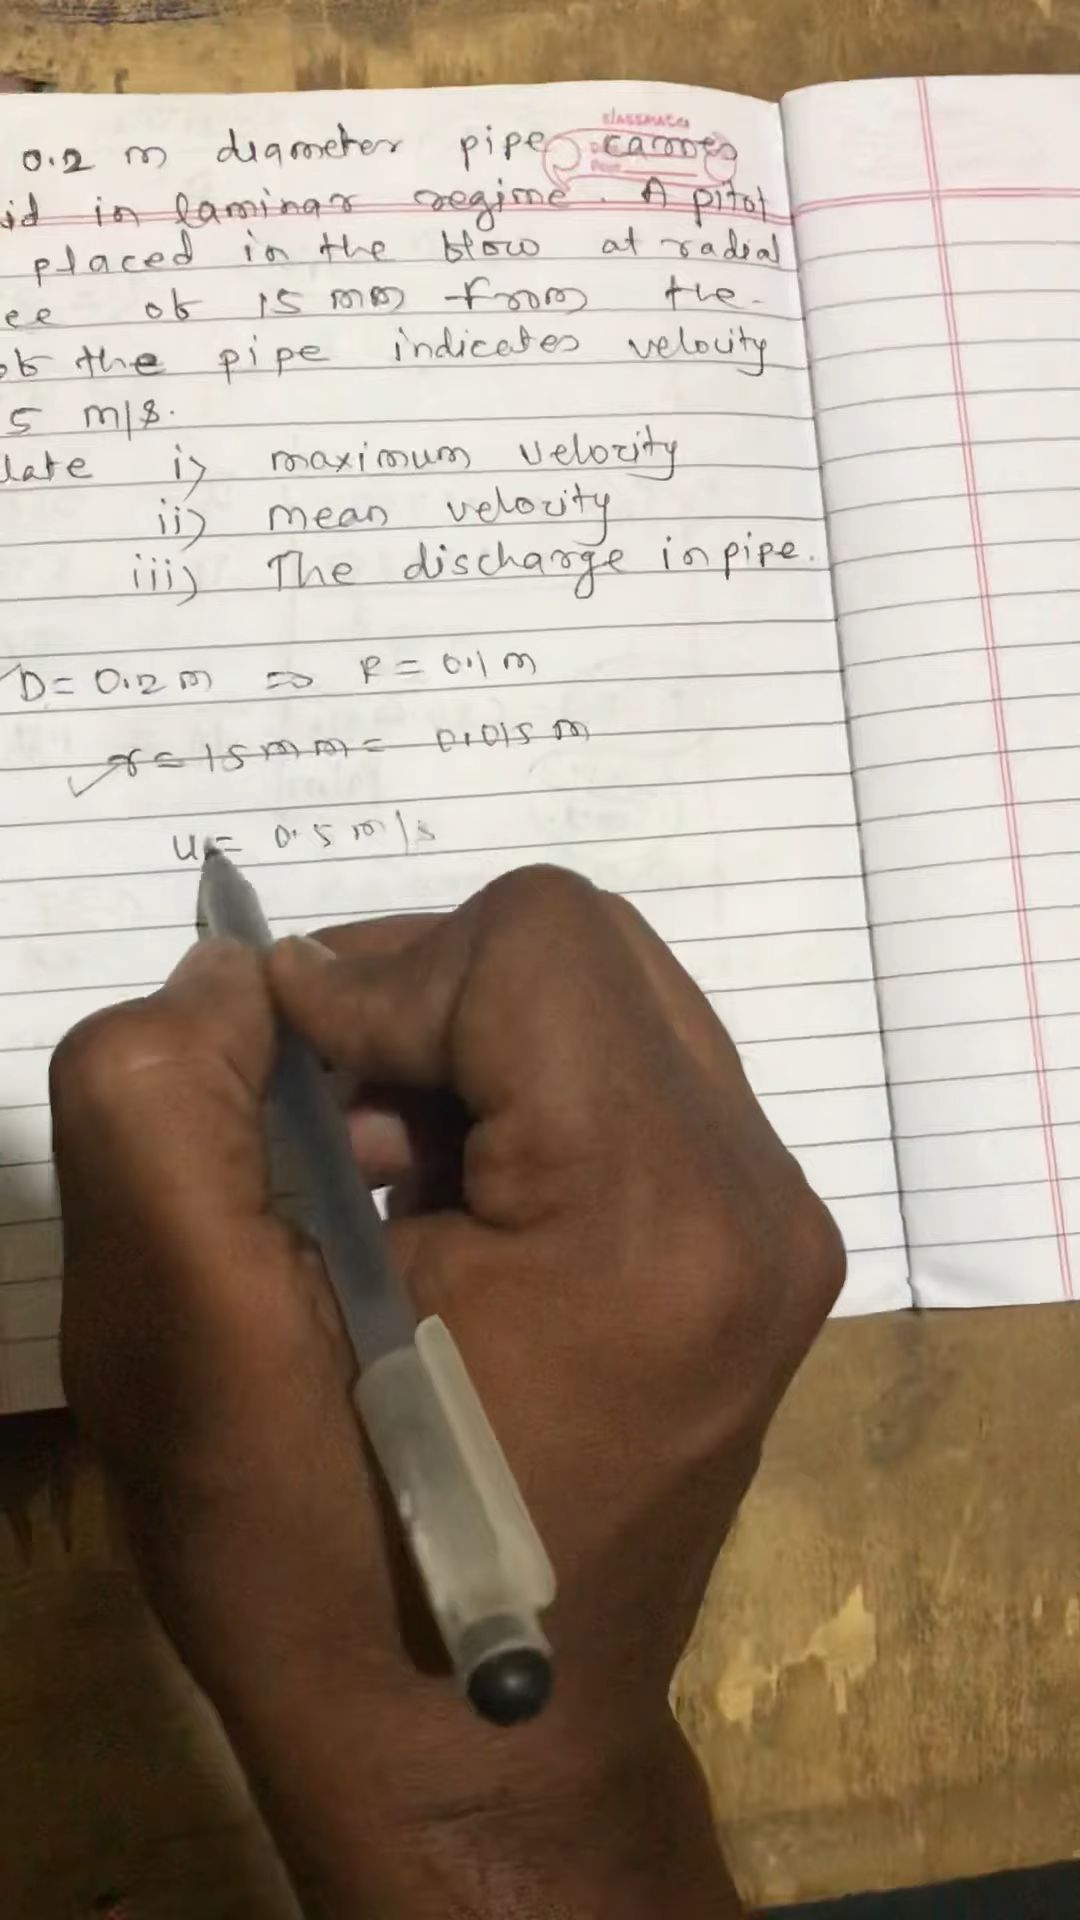 0.2 m diameter pipe carries
id in laminar regime. A pitot
placed in the flow at radial
ce of 15 mm from the
of the pipe indicates velocity
5 m/s.
late i) maximum velocity
ii) mean velocity
iii) The discharge in pipe.
D = 0.2 m ⇒ R = 0.1 m
r = 15 mm = 0.015 m
u = 0.5 m/s
classmate